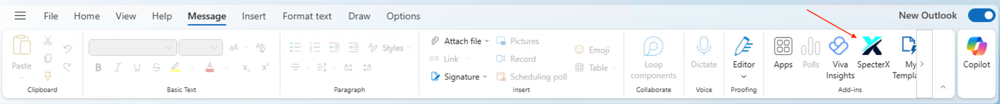 File Home View Help Message Insert Format text Draw Options New Outlook
Paste
Clipboard
aA
B I U S A x₂ x²
Basic Text
Styles
Paragraph
Attach file Pictures
Link Record
Signature Scheduling poll
Emoji
Table
Insert
Loop
components
Collaborate
Dictate
Voice
Editor
Proofing
Apps
Polls
Viva
Insights
SpecterX
My
Templa
Add-ins
Copilot